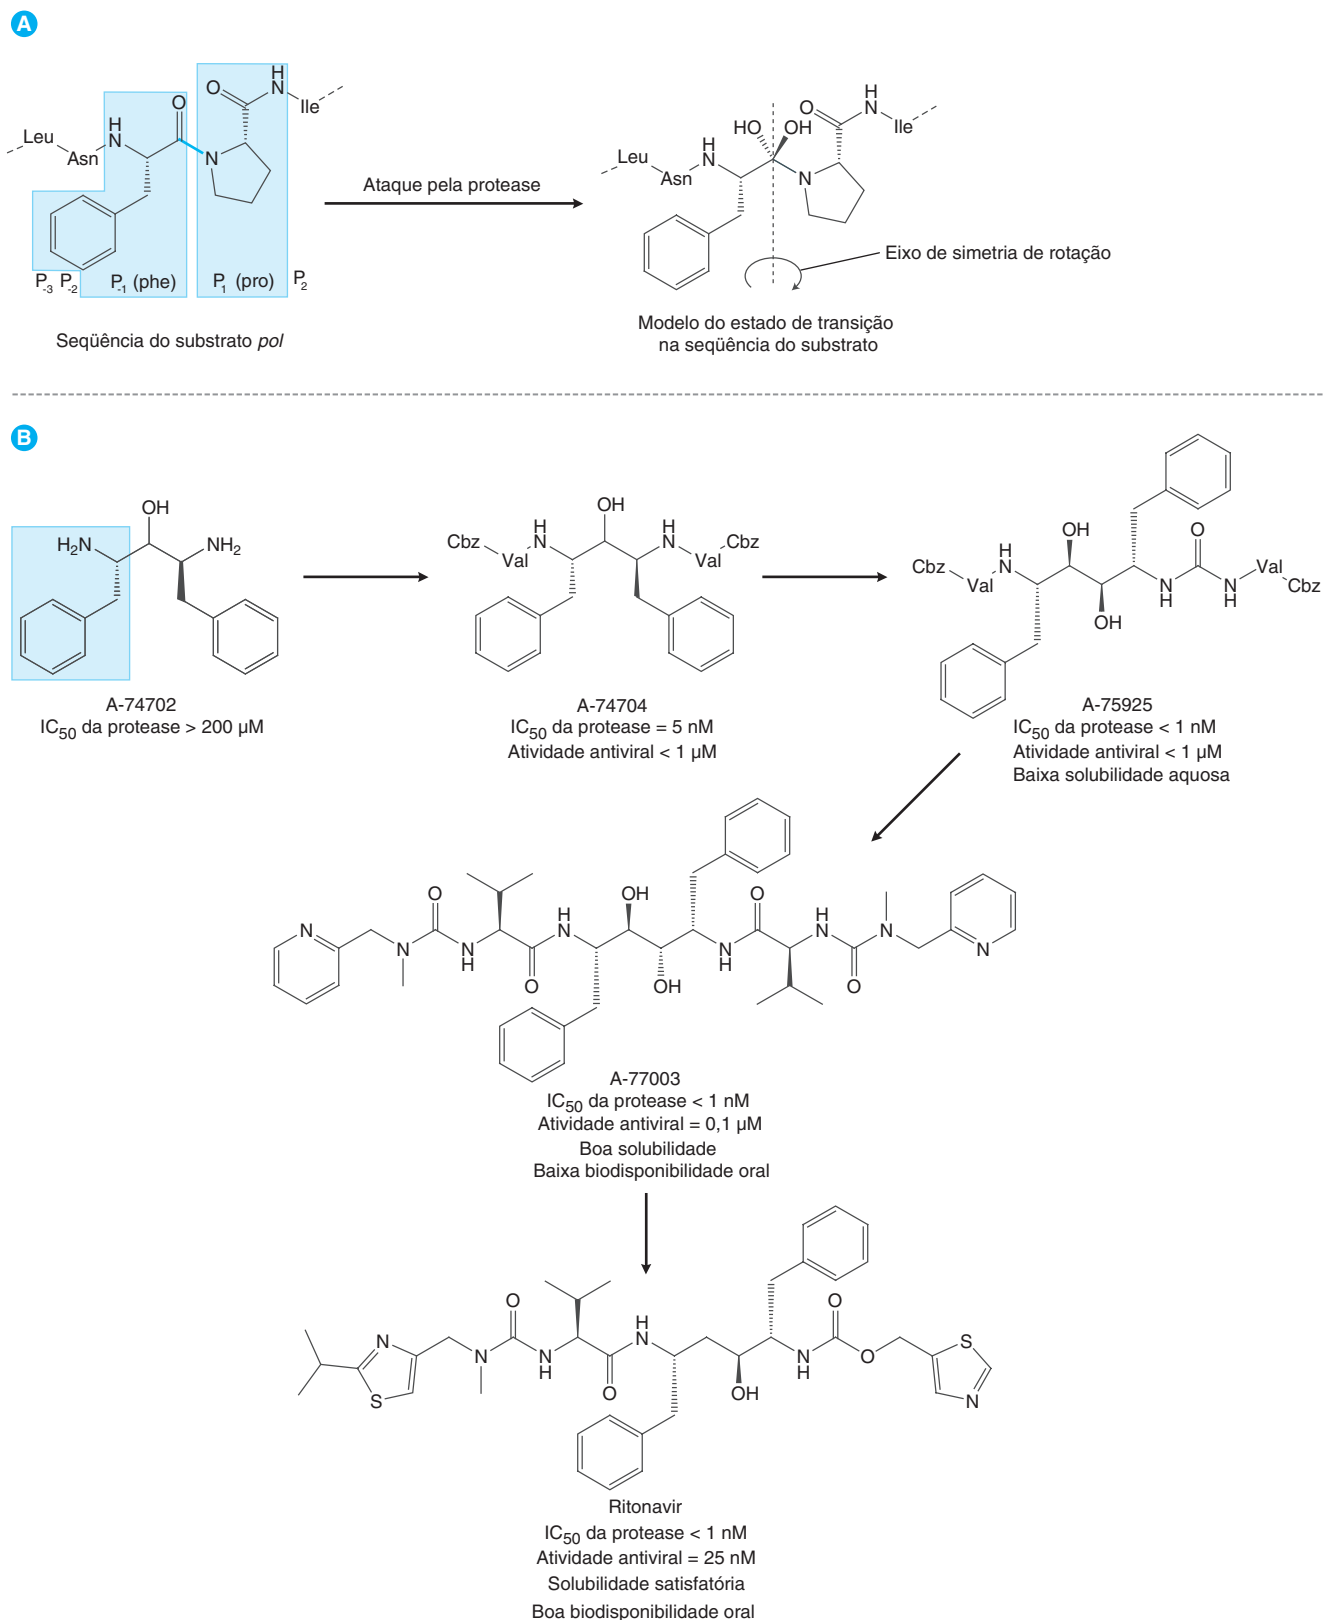 A
Leu
Asn
H
N
O
N
O
H
N
Ile
P-3 P-2 P-1 (phe) P1 (pro) P2
Seqüência do substrato pol
Ataque pela protease
Leu
Asn
H
N
HO OH
N
O
H
N
Ile
Eixo de simetria de rotação
Modelo do estado de transição
na seqüência do substrato
B
OH
H2N
NH2
A-74702
IC50 da protease > 200 µM
OH
Cbz
Val
H
N
H
N
Val
Cbz
A-74704
IC50 da protease = 5 nM
Atividade antiviral < 1 µM
Cbz
Val
H
N
OH
OH
N
H
O
N
H
Val
Cbz
A-75925
IC50 da protease < 1 nM
Atividade antiviral < 1 µM
Baixa solubilidade aquosa
N
N
O
N
H
O
H
N
OH
OH
N
H
O
H
N
O
N
N
A-77003
IC50 da protease < 1 nM
Atividade antiviral = 0,1 µM
Boa solubilidade
Baixa biodisponibilidade oral
N
S
N
O
N
H
O
H
N
OH
N
H
O
O
S
N
Ritonavir
IC50 da protease < 1 nM
Atividade antiviral = 25 nM
Solubilidade satisfatória
Boa biodisponibilidade oral